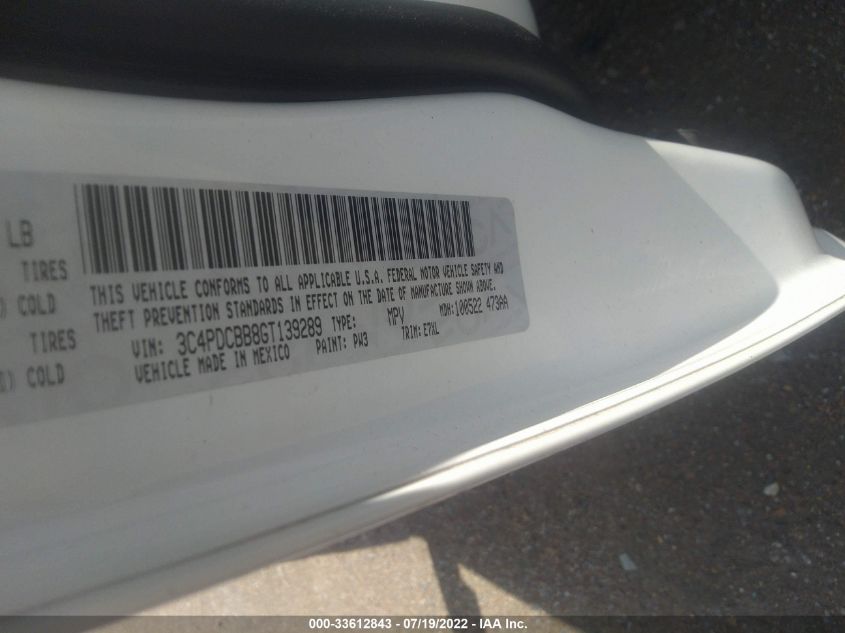 LB
TIRES
) COLD
TIRES
) COLD
THIS VEHICLE CONFORMS TO ALL APPLICABLE U.S.A. FEDERAL MOTOR VEHICLE SAFETY AND
THEFT PREVENTION STANDARDS IN EFFECT ON THE DATE OF MANUFACTURE SHOWN ABOVE.
VIN: 3C4PDCBB8GT139289 TYPE: MPV MDH: 100522 473AA
VEHICLE MADE IN MEXICO PAINT: PW3 TRIM: E7XL
000-33612843 - 07/19/2022 - IAA Inc.